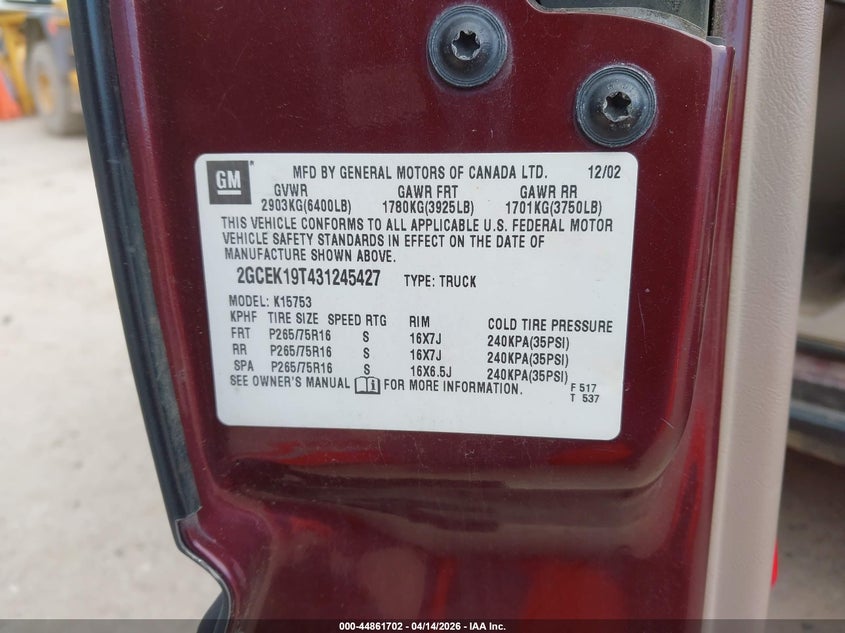 GM
MFD BY GENERAL MOTORS OF CANADA LTD. 12/02
GVWR GAWR FRT GAWR RR
2903KG(6400LB) 1780KG(3925LB) 1701KG(3750LB)
THIS VEHICLE CONFORMS TO ALL APPLICABLE U.S. FEDERAL MOTOR
VEHICLE SAFETY STANDARDS IN EFFECT ON THE DATE OF
MANUFACTURE SHOWN ABOVE.
2GCEK19T431245427 TYPE: TRUCK
MODEL: K15753
KPHF TIRE SIZE SPEED RTG RIM COLD TIRE PRESSURE
FRT P265/75R16 S 16X7J 240KPA(35PSI)
RR P265/75R16 S 16X7J 240KPA(35PSI)
SPA P265/75R16 S 16X6.5J 240KPA(35PSI)
SEE OWNER'S MANUAL FOR MORE INFORMATION. F 517
T 537
000-44861702 - 04/14/2026 - IAA Inc.